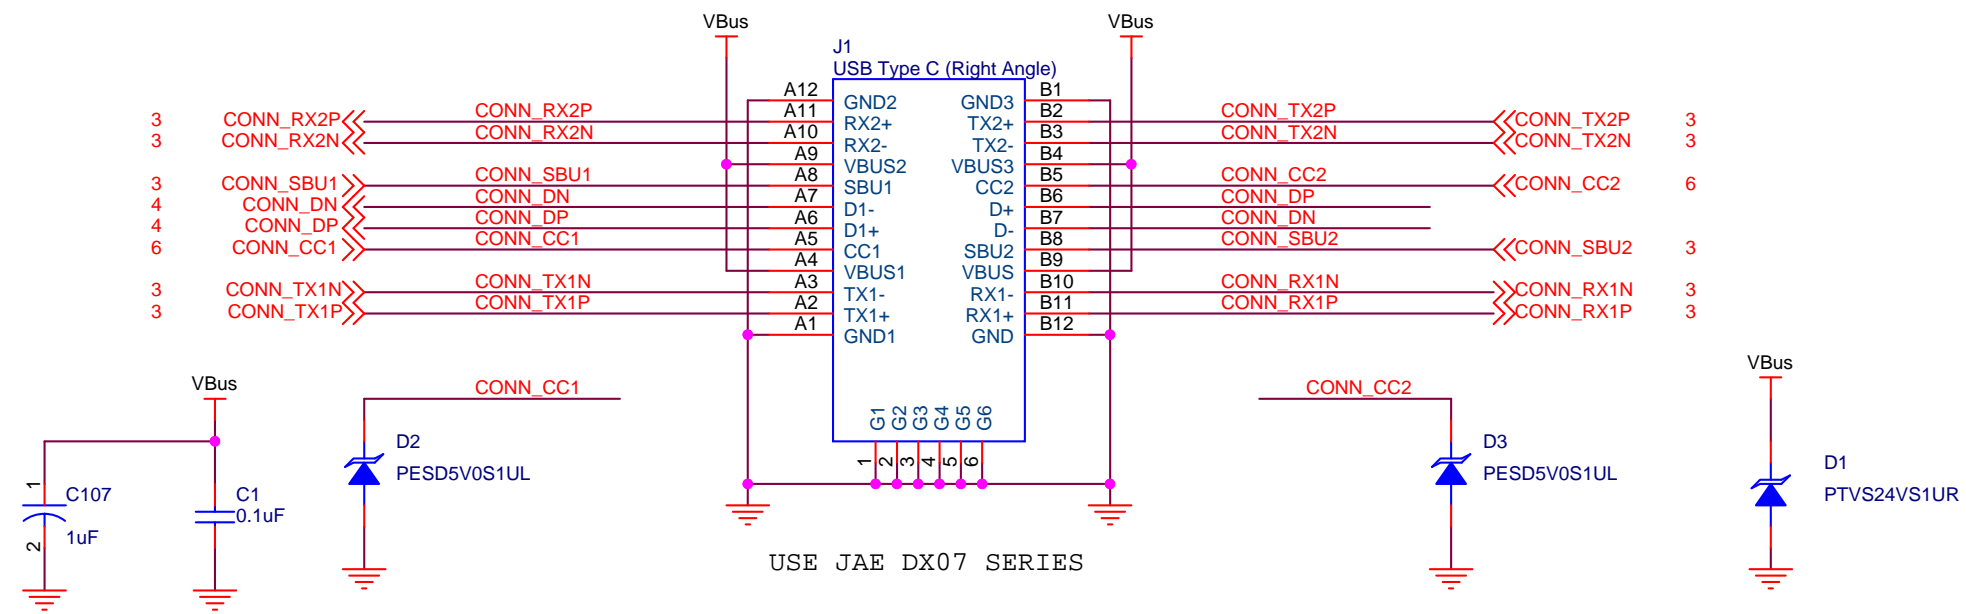 VBus VBus
J1
USB Type C (Right Angle)
A12 GND2 GND3 B1
3 CONN_RX2P CONN_RX2P A11 RX2+ TX2+ B2 CONN_TX2P CONN_TX2P 3
3 CONN_RX2N CONN_RX2N A10 RX2- TX2- B3 CONN_TX2N CONN_TX2N 3
A9 VBUS2 VBUS3 B4
3 CONN_SBU1 CONN_SBU1 A8 SBU1 CC2 B5 CONN_CC2 CONN_CC2 6
4 CONN_DN CONN_DN A7 D1- D+ B6 CONN_DP
4 CONN_DP CONN_DP A6 D1+ D- B7 CONN_DN
6 CONN_CC1 CONN_CC1 A5 CC1 SBU2 B8 CONN_SBU2 CONN_SBU2 3
A4 VBUS1 VBUS B9
3 CONN_TX1N CONN_TX1N A3 TX1- RX1- B10 CONN_RX1N CONN_RX1N 3
3 CONN_TX1P CONN_TX1P A2 TX1+ RX1+ B11 CONN_RX1P CONN_RX1P 3
A1 GND1 GND B12
G1 G2 G3 G4 G5 G6
1 2 3 4 5 6
VBus
1
C107
1uF
2
C1
0.1uF
CONN_CC1
D2
PESD5V0S1UL
USE JAE DX07 SERIES
CONN_CC2
D3
PESD5V0S1UL
VBus
D1
PTVS24VS1UR